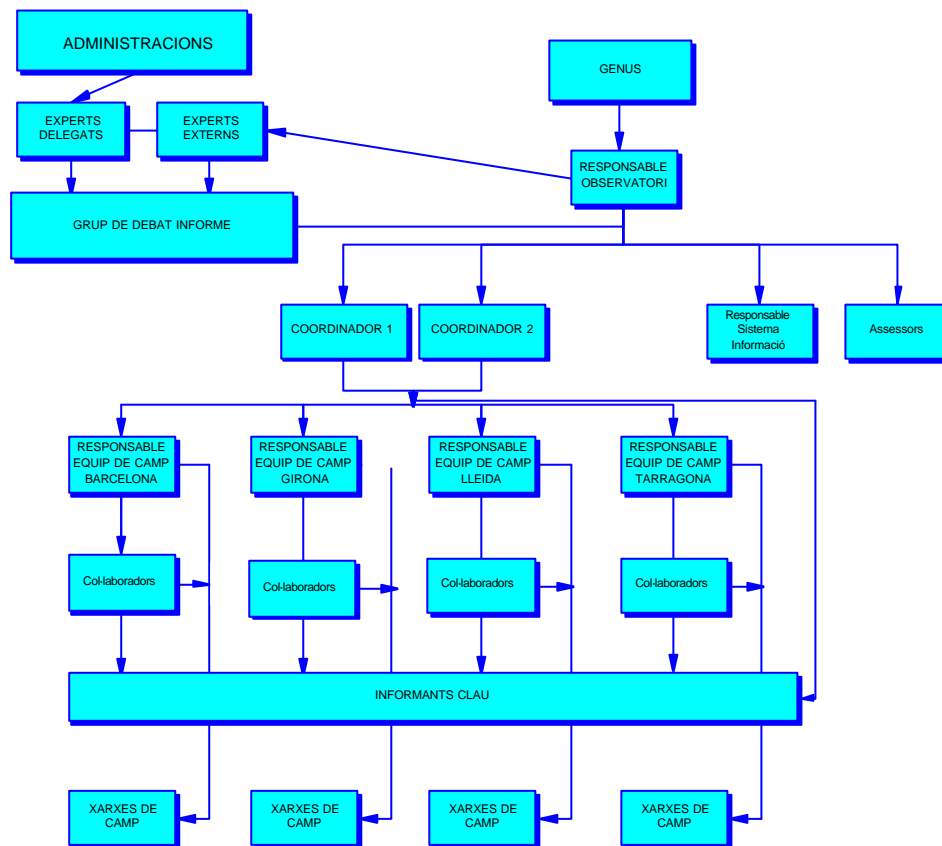 ADMINISTRACIONS
GENUS
EXPERTS
DELEGATS
EXPERTS
EXTERNS
RESPONSABLE
OBSERVATORI
GRUP DE DEBAT INFORME
COORDINADOR 1
COORDINADOR 2
Responsable
Sistema
Informació
Assessors
RESPONSABLE
EQUIP DE CAMP
BARCELONA
RESPONSABLE
EQUIP DE CAMP
GIRONA
RESPONSABLE
EQUIP DE CAMP
LLEIDA
RESPONSABLE
EQUIP DE CAMP
TARRAGONA
Col·laboradors
Col·laboradors
Col·laboradors
Col·laboradors
INFORMANTS CLAU
XARXES DE
CAMP
XARXES DE
CAMP
XARXES DE
CAMP
XARXES DE
CAMP